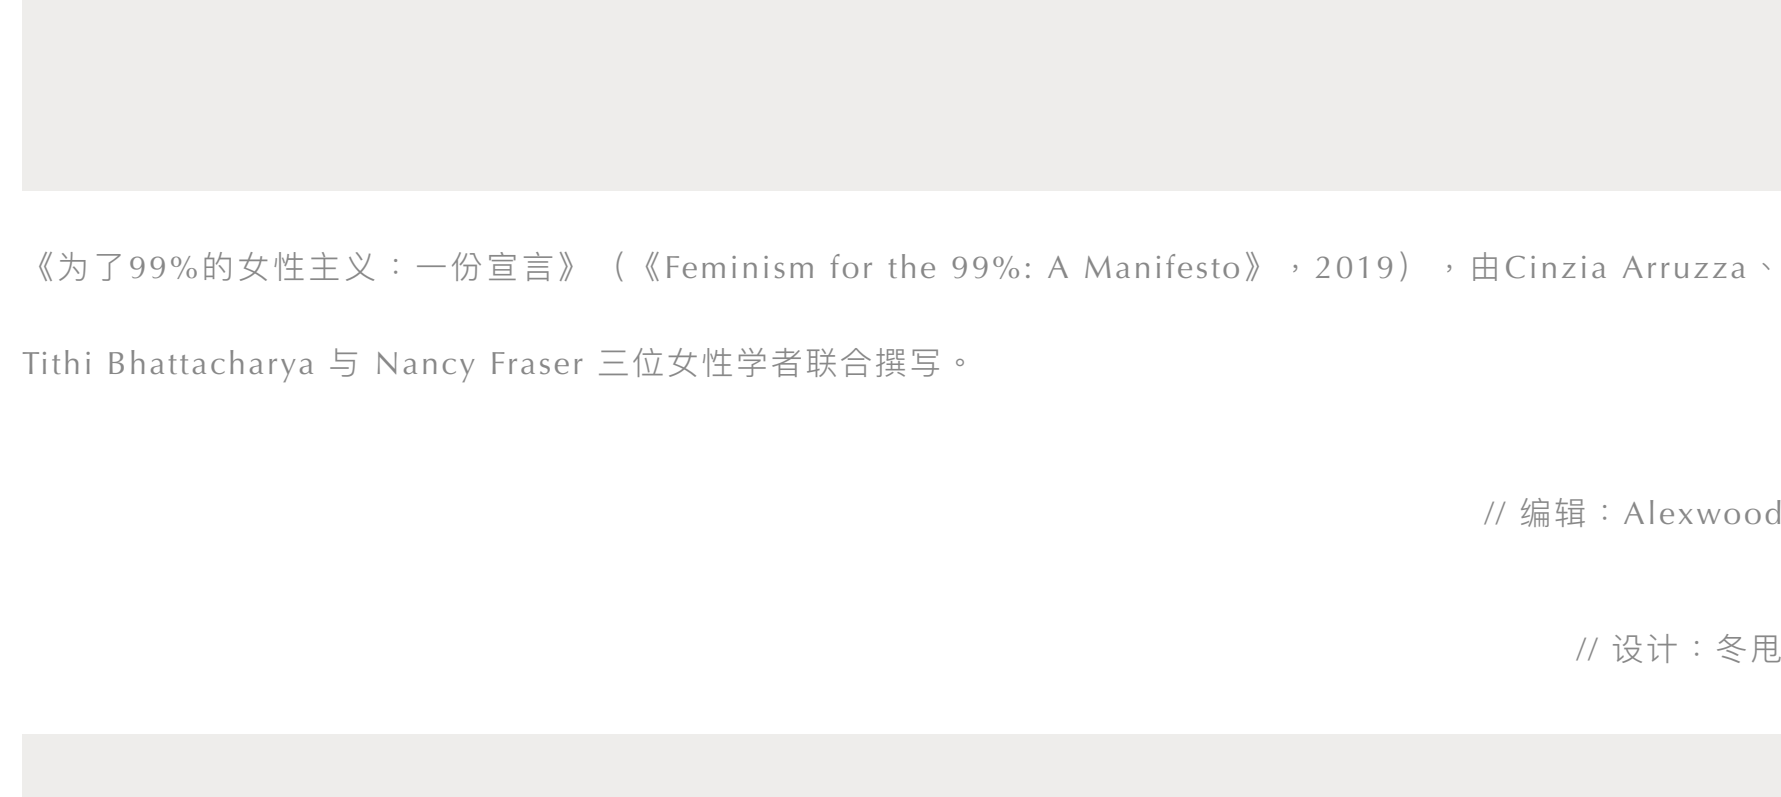 《为了99%的女性主义：一份宣言》（《Feminism for the 99%: A Manifesto》，2019），由Cinzia Arruzza、
Tithi Bhattacharya 与 Nancy Fraser 三位女性学者联合撰写。
// 编辑：Alexwood
// 设计：冬甩